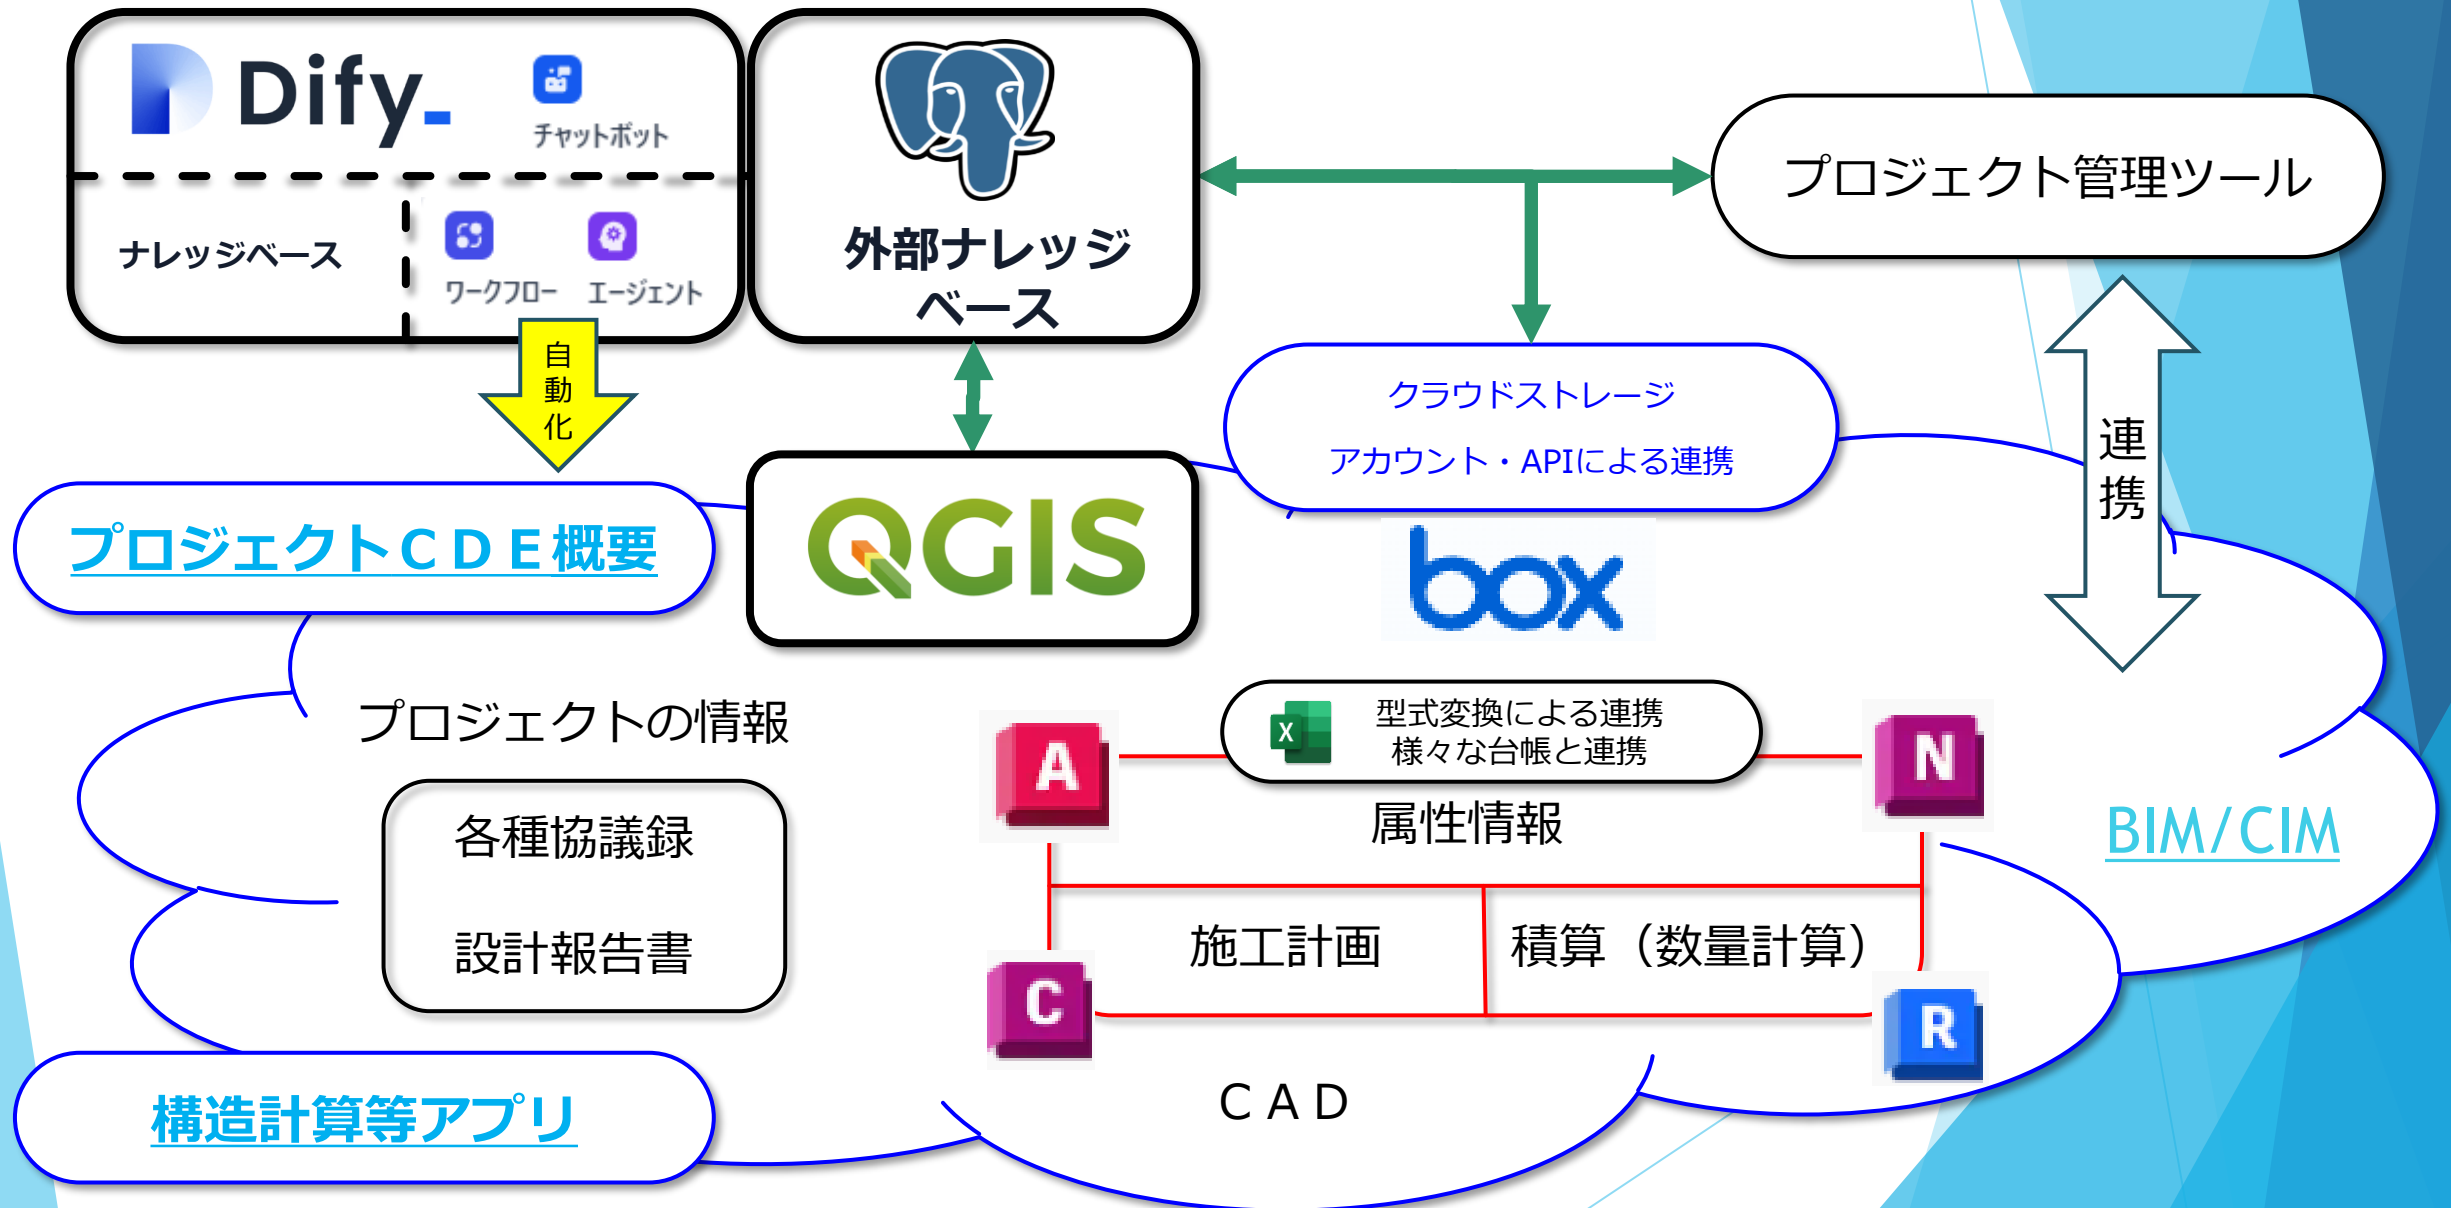 Dify_
チャットボット
ナレッジベース
ワークフロー
エージェント
外部ナレッジ
ベース
プロジェクト管理ツール
自
動
化
クラウドストレージ
アカウント・APIによる連携
連
携
プロジェクトＣＤＥ概要
QGIS
box
プロジェクトの情報
各種協議録
設計報告書
A
X
型式変換による連携
様々な台帳と連携
N
属性情報
BIM/CIM
施工計画
積算（数量計算）
C
R
ＣＡＤ
構造計算等アプリ